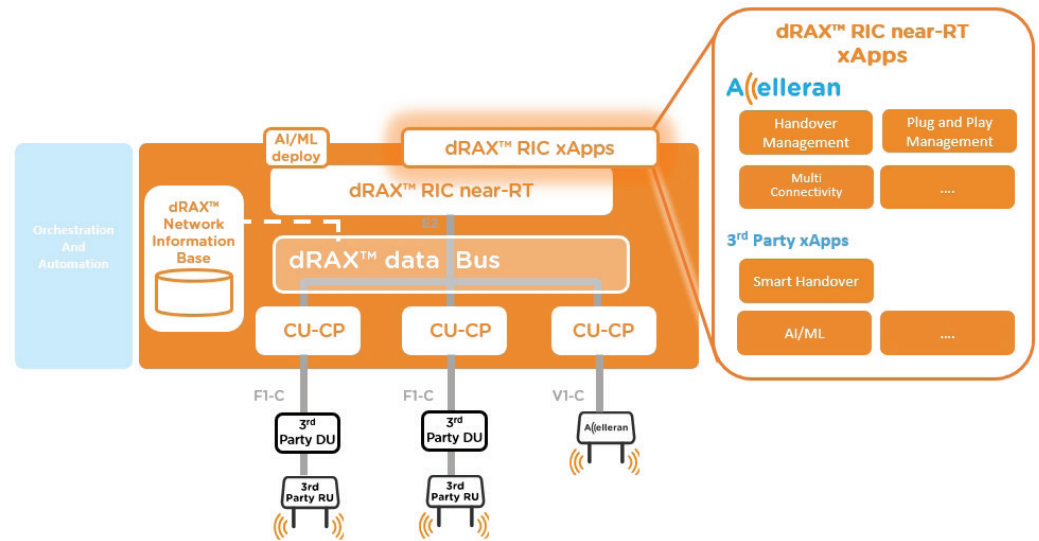 dRAX™ RIC near-RT
xApps
A((elleran
Handover
Management
Plug and Play
Management
Multi
Connectivity
....
3rd Party xApps
Smart Handover
AI/ML
....
AI/ML
deploy
dRAX™ RIC xApps
dRAX™ RIC near-RT
dRAX™
Network
Information
Base
Orchestration
And
Automation
E2
dRAX™ data Bus
CU-CP
CU-CP
CU-CP
F1-C
F1-C
V1-C
3rd
Party DU
3rd
Party DU
A((elleran
3rd
Party RU
3rd
Party RU